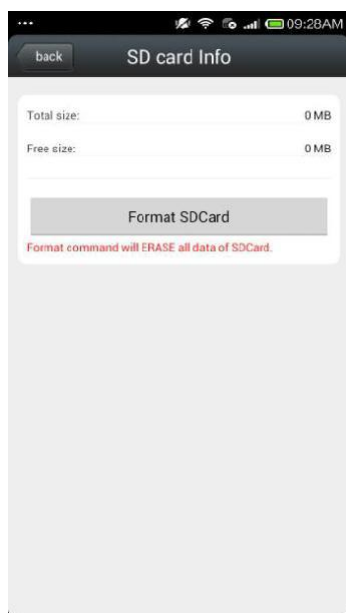 ... 09:28AM
back SD card Info
Total size: 0 MB
Free size: 0 MB
Format SDCard
Format command will ERASE all data of SDCard.